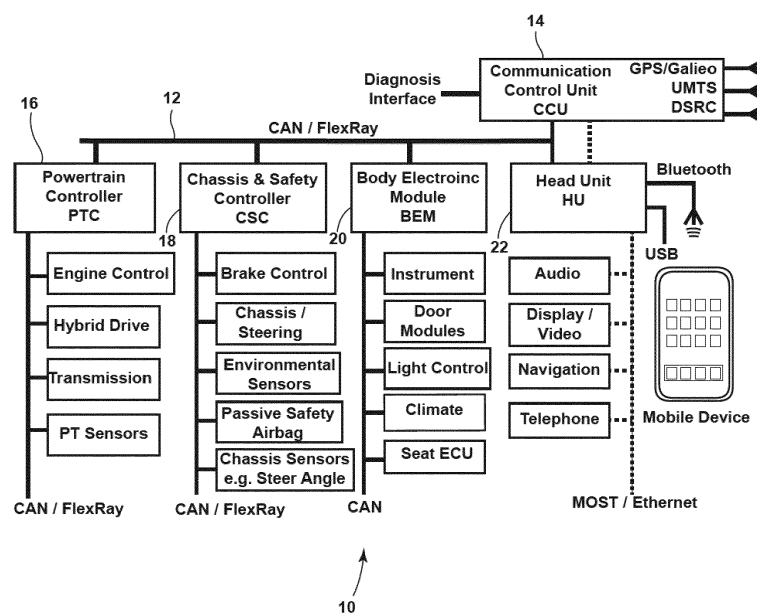 14
Communication
Control Unit
CCU
GPS/Galieo
UMTS
DSRC
Diagnosis
Interface
16
12
CAN / FlexRay
Powertrain
Controller
PTC
Chassis & Safety
Controller
CSC
Body Electroinc
Module
BEM
Head Unit
HU
Bluetooth
18
20
22
USB
Engine Control
Hybrid Drive
Transmission
PT Sensors
Brake Control
Chassis /
Steering
Environmental
Sensors
Passive Safety
Airbag
Chassis Sensors
e.g. Steer Angle
Instrument
Door
Modules
Light Control
Climate
Seat ECU
Audio
Display /
Video
Navigation
Telephone
Mobile Device
CAN / FlexRay
CAN / FlexRay
CAN
MOST / Ethernet
10